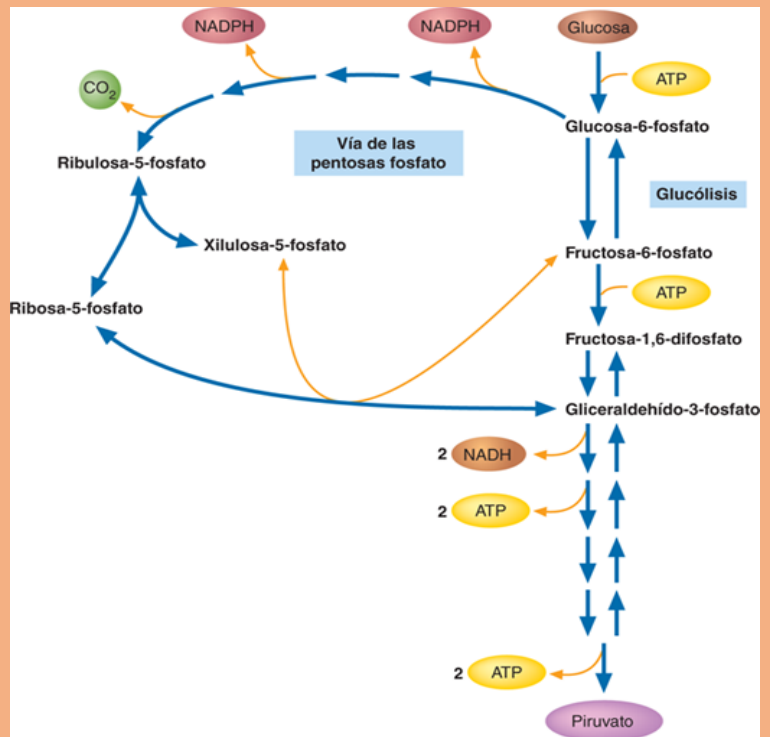 NADPH
NADPH
Glucosa
CO2
ATP
Glucosa-6-fosfato
Vía de las
pentosas fosfato
Ribulosa-5-fosfato
Glucólisis
Xilulosa-5-fosfato
Fructosa-6-fosfato
ATP
Ribosa-5-fosfato
Fructosa-1,6-difosfato
Gliceraldehído-3-fosfato
2 NADH
2 ATP
2 ATP
Piruvato